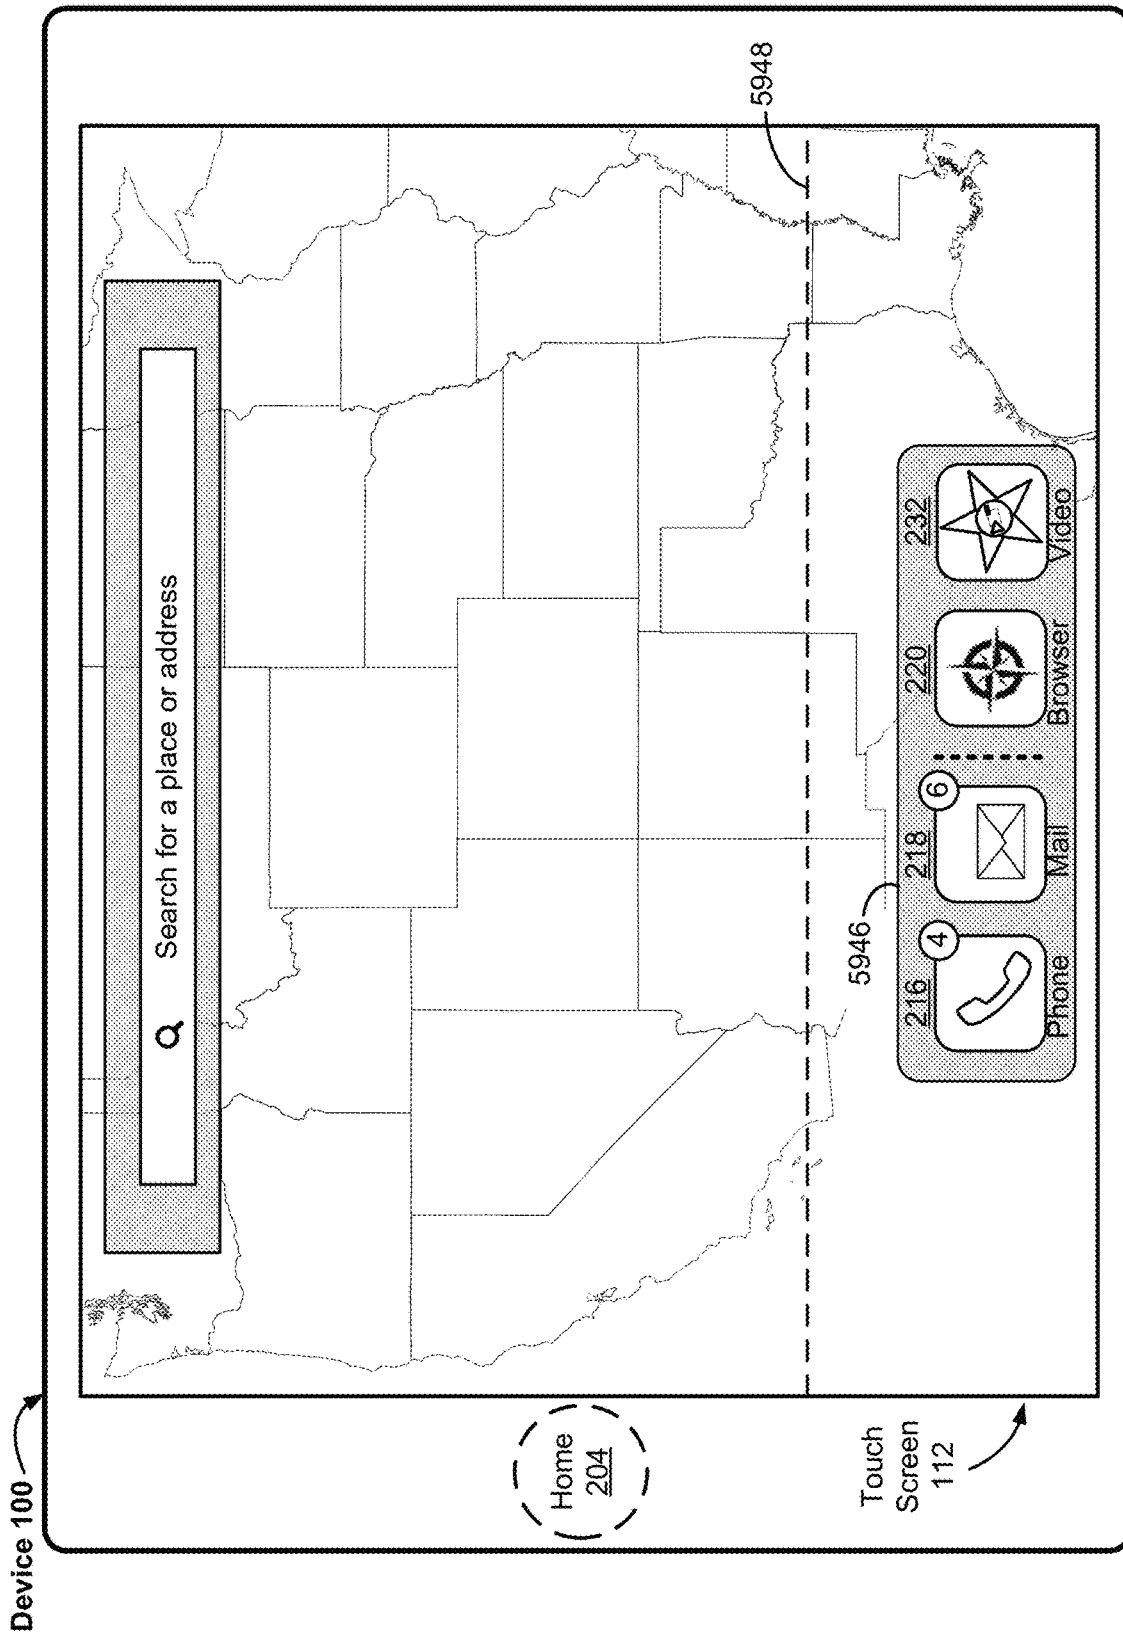 Device 100
Search for a place or address
5948
Home
204
5946
216
218
220
232
4
6
Phone
Mail
Browser
Video
Touch
Screen
112